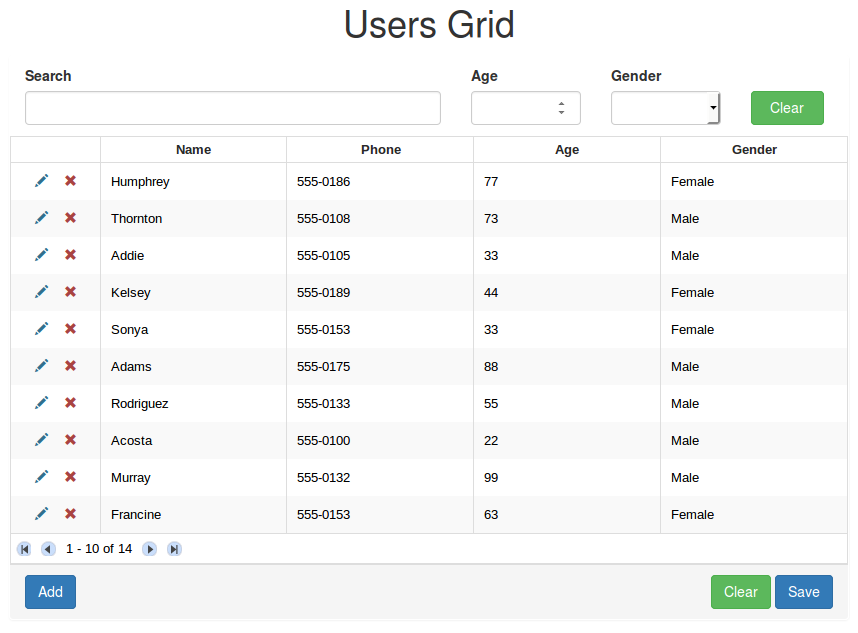 Users Grid
Search Age Gender
Clear
Name Phone Age Gender
Humphrey 555-0186 77 Female
Thornton 555-0108 73 Male
Addie 555-0105 33 Male
Kelsey 555-0189 44 Female
Sonya 555-0153 33 Female
Adams 555-0175 88 Male
Rodriguez 555-0133 55 Male
Acosta 555-0100 22 Male
Murray 555-0132 99 Male
Francine 555-0153 63 Female
1 - 10 of 14
Add Clear Save